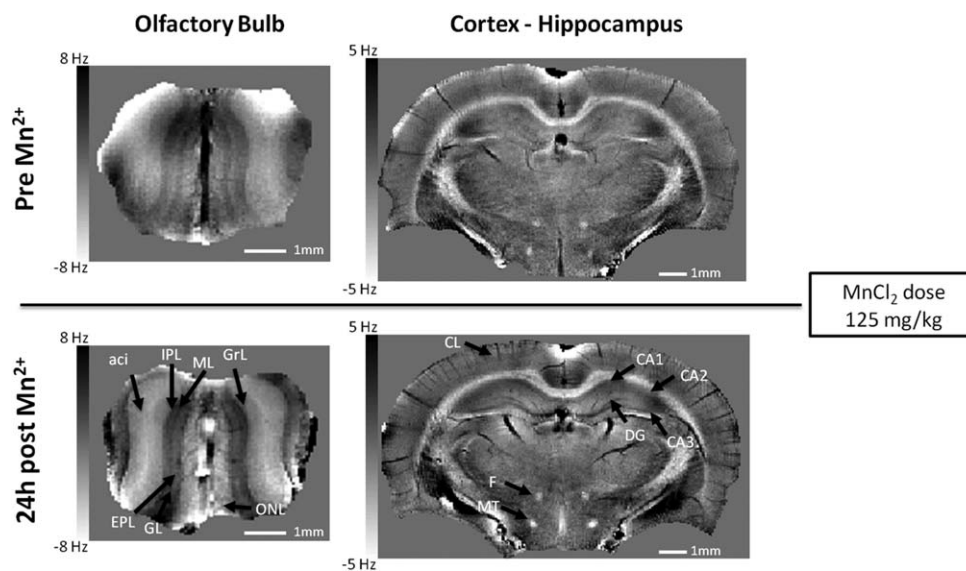 Olfactory Bulb
Cortex - Hippocampus
Pre Mn²⁺
8 Hz
-8 Hz
1mm
5 Hz
-5 Hz
1mm
MnCl₂ dose
125 mg/kg
24h post Mn²⁺
8 Hz
-8 Hz
aci
IPL
ML
GrL
EPL
GL
ONL
1mm
5 Hz
-5 Hz
CL
CA1
CA2
DG
CA3
F
MT
1mm